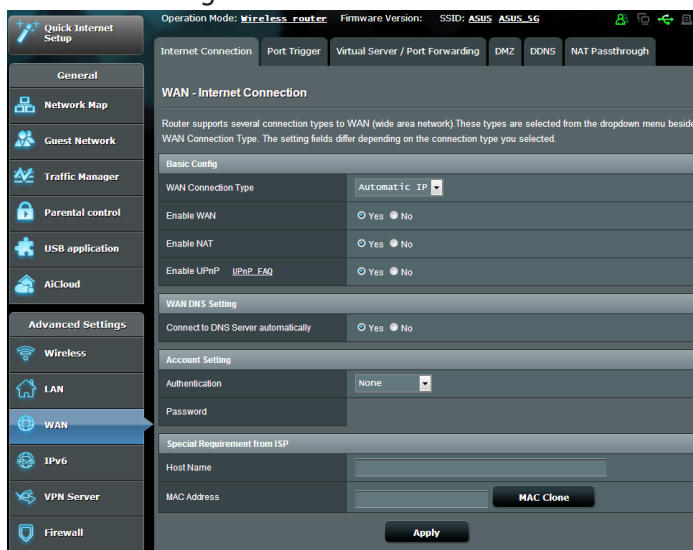 Operation Mode: Wireless router Firmware Version: SSID: ASUS ASUS_5G
Quick Internet Setup
Internet Connection Port Trigger Virtual Server / Port Forwarding DMZ DDNS NAT Passthrough
General
Network Map
Guest Network
Traffic Manager
Parental control
USB application
AiCloud
Advanced Settings
Wireless
LAN
WAN
IPv6
VPN Server
Firewall
WAN - Internet Connection
Router supports several connection types to WAN (wide area network).These types are selected from the dropdown menu beside
WAN Connection Type. The setting fields differ depending on the connection type you selected.
Basic Config
WAN Connection Type Automatic IP
Enable WAN Yes No
Enable NAT Yes No
Enable UPnP UPnP FAQ Yes No
WAN DNS Setting
Connect to DNS Server automatically Yes No
Account Setting
Authentication None
Password
Special Requirement from ISP
Host Name
MAC Address MAC Clone
Apply